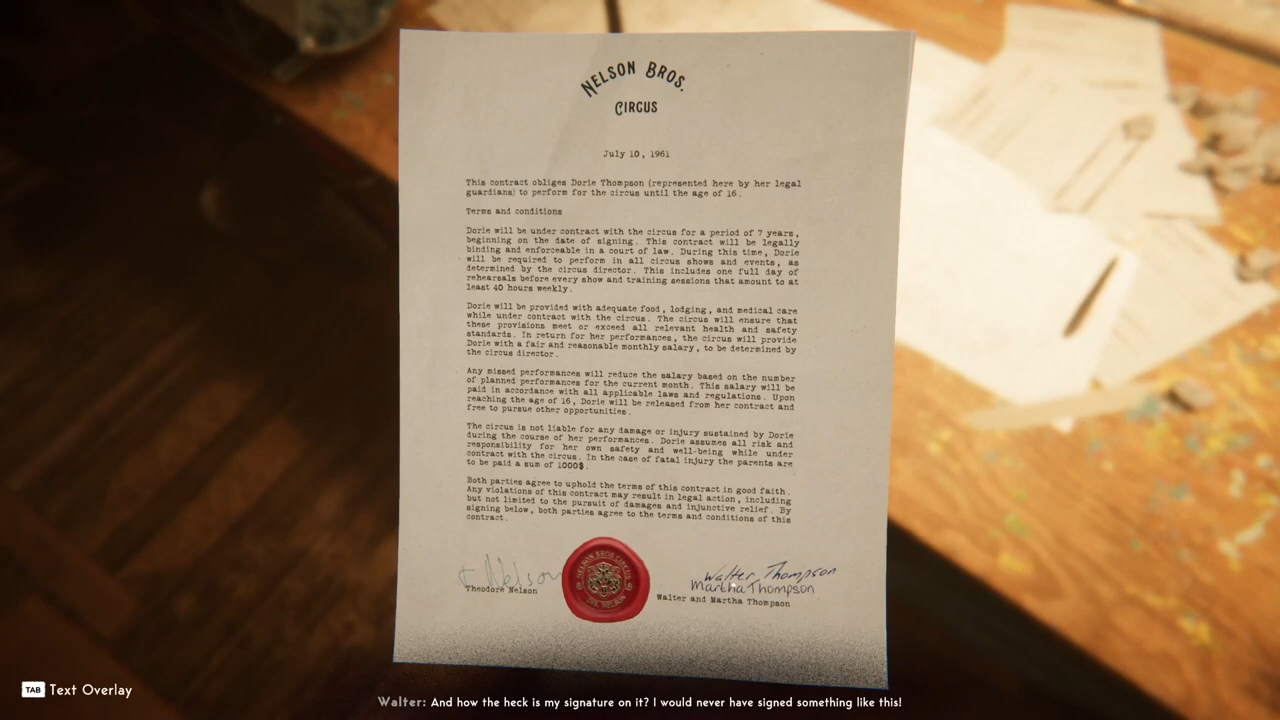 NELSON BROS.
CIRCUS
July 10, 1961
This contract obliges Dorie Thompson (represented here by her legal
guardians) to perform for the circus until the age of 16.
Terms and conditions
Dorie will be under contract with the circus for a period of 7 years,
beginning on the date of signing. This contract will be legally
binding and enforceable in a court of law. During this time, Dorie
will be required to perform in all circus shows and events, as
determined by the circus director. This includes one full day of
rehearsals before every show and training sessions that amount to at
least 40 hours weekly.
Dorie will be provided with adequate food, lodging, and medical care
while under contract with the circus. The circus will ensure that
these provisions meet or exceed all relevant health and safety
standards. In return for her performances, the circus will provide
Dorie with a fair and reasonable monthly salary, to be determined by
the circus director.
Any missed performances will reduce the salary based on the number
of planned performances for the current month. This salary will be
paid in accordance with all applicable laws and regulations. Upon
reaching the age of 16, Dorie will be released from her contract and
free to pursue other opportunities.
The circus is not liable for any damage or injury sustained by Dorie
during the course of her performances. Dorie assumes all risk and
responsibility for her own safety and well-being while under
contract with the circus. In the case of fatal injury the parents are
to be paid a sum of 1000$.
Both parties agree to uphold the terms of this contract in good faith.
Any violations of this contract may result in legal action, including
but not limited to the pursuit of damages and injunctive relief. By
signing below, both parties agree to the terms and conditions of this
contract.
Nelson
Theodore Nelson
NELSON BROS CIRCUS
Walter Thompson
Martha Thompson
Walter and Martha Thompson
TAB Text Overlay
Walter: And how the heck is my signature on it? I would never have signed something like this!